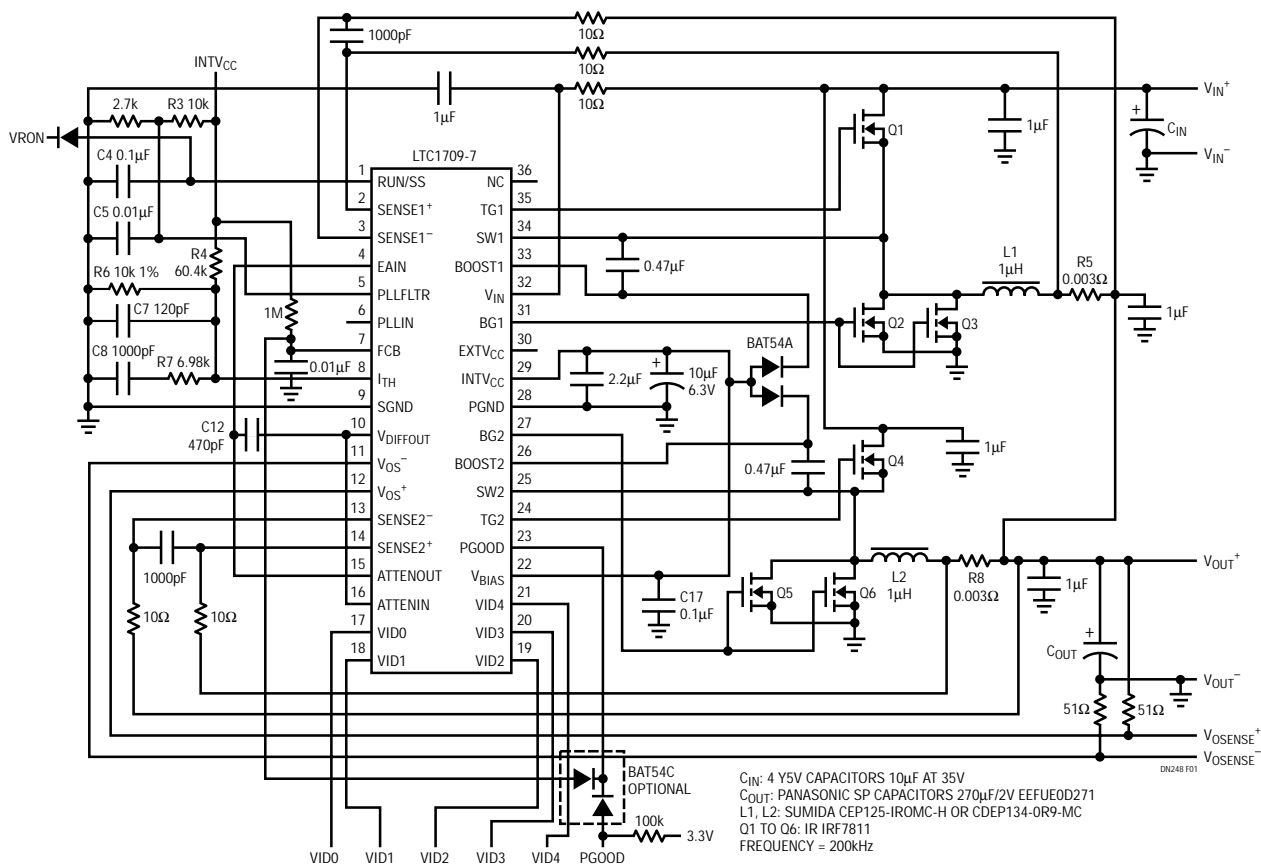 1000pF
10Ω
10Ω
10Ω
INTVCC
2.7k
R3 10k
1µF
VRON
C4 0.1µF
C5 0.01µF
R4
60.4k
R6 10k 1%
C7 120pF
C8 1000pF
R7 6.98k
1M
0.01µF
C12
470pF
1000pF
10Ω
10Ω
LTC1709-7
1 RUN/SS
2 SENSE1+
3 SENSE1–
4 EAIN
5 PLLFLTR
6 PLLIN
7 FCB
8 ITH
9 SGND
10 VDIFFOUT
11 VOS–
12 VOS+
13 SENSE2–
14 SENSE2+
15 ATTENOUT
16 ATTENIN
17 VID0
18 VID1
NC 36
TG1 35
SW1 34
BOOST1 33
VIN 32
BG1 31
EXTVCC 30
INTVCC 29
PGND 28
BG2 27
BOOST2 26
SW2 25
TG2 24
PGOOD 23
VBIAS 22
VID4 21
VID3 20
VID2 19
Q1
1µF
+
CIN
VIN+
VIN–
0.47µF
L1
1µH
R5
0.003Ω
1µF
Q2
Q3
BAT54A
2.2µF
+
10µF
6.3V
0.47µF
Q4
1µF
C17
0.1µF
Q5
Q6
L2
1µH
R8
0.003Ω
1µF
VOUT+
+
COUT
VOUT–
51Ω
51Ω
VOSENSE+
VOSENSE–
DN248 F01
BAT54C
OPTIONAL
100k
3.3V
VID0 VID1 VID2 VID3 VID4 PGOOD
CIN: 4 Y5V CAPACITORS 10µF AT 35V
COUT: PANASONIC SP CAPACITORS 270µF/2V EEFUE0D271
L1, L2: SUMIDA CEP125-IROMC-H OR CDEP134-0R9-MC
Q1 TO Q6: IR IRF7811
FREQUENCY = 200kHz